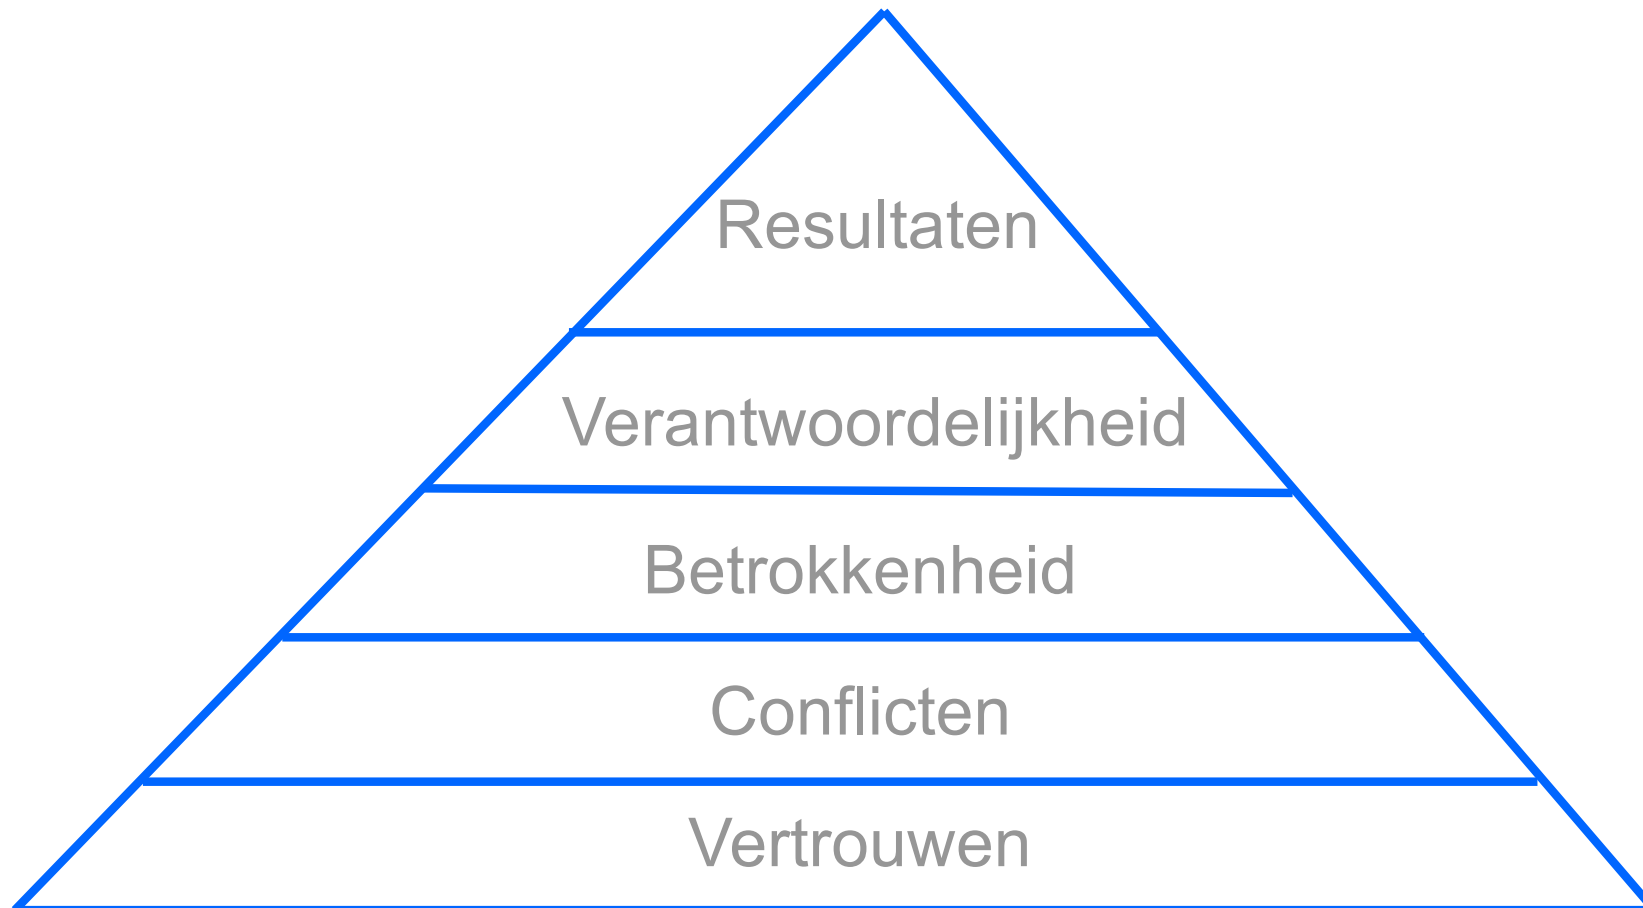 Resultaten
Verantwoordelijkheid
Betrokkenheid
Conflicten
Vertrouwen